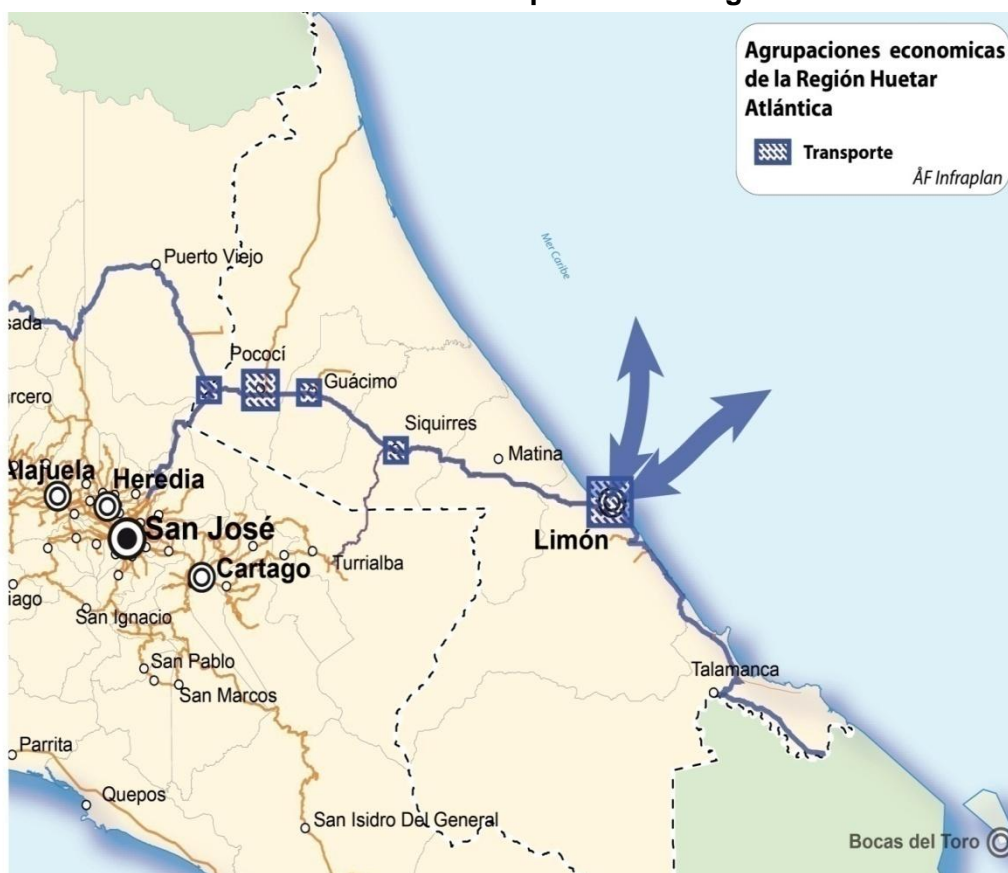 Agrupaciones economicas
de la Región Huetar
Atlántica
Transporte
ÅF Infraplan
Mer Caribe
Puerto Viejo
Pococí
Guácimo
Siquirres
Matina
Limón
Heredia
San José
Cartago
Turrialba
San Ignacio
San Pablo
San Marcos
Talamanca
Parrita
Quepos
San Isidro Del General
Bocas del Toro